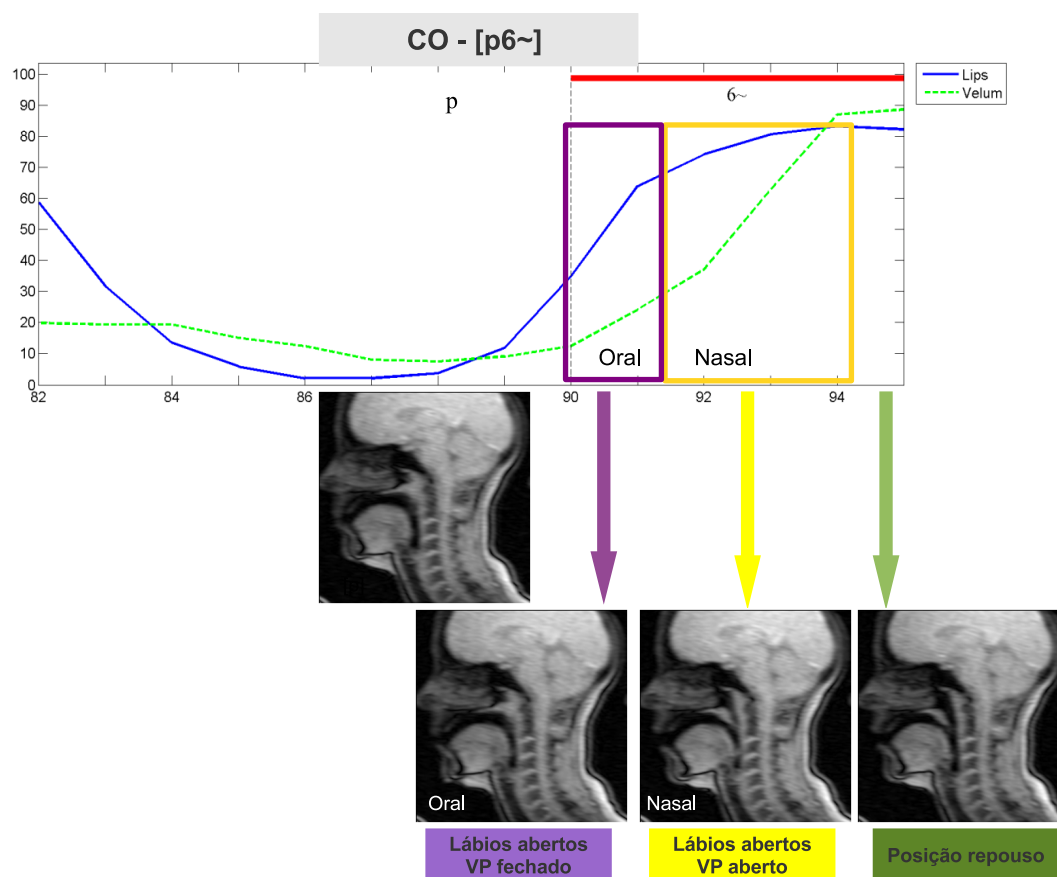 CO - [p6~]
100
90
80
70
60
50
40
30
20
10
0
82
84
86
90
92
94
p
6~
Lips
Velum
Oral
Nasal
Oral
Nasal
Lábios abertos
VP fechado
Lábios abertos
VP aberto
Posição repouso